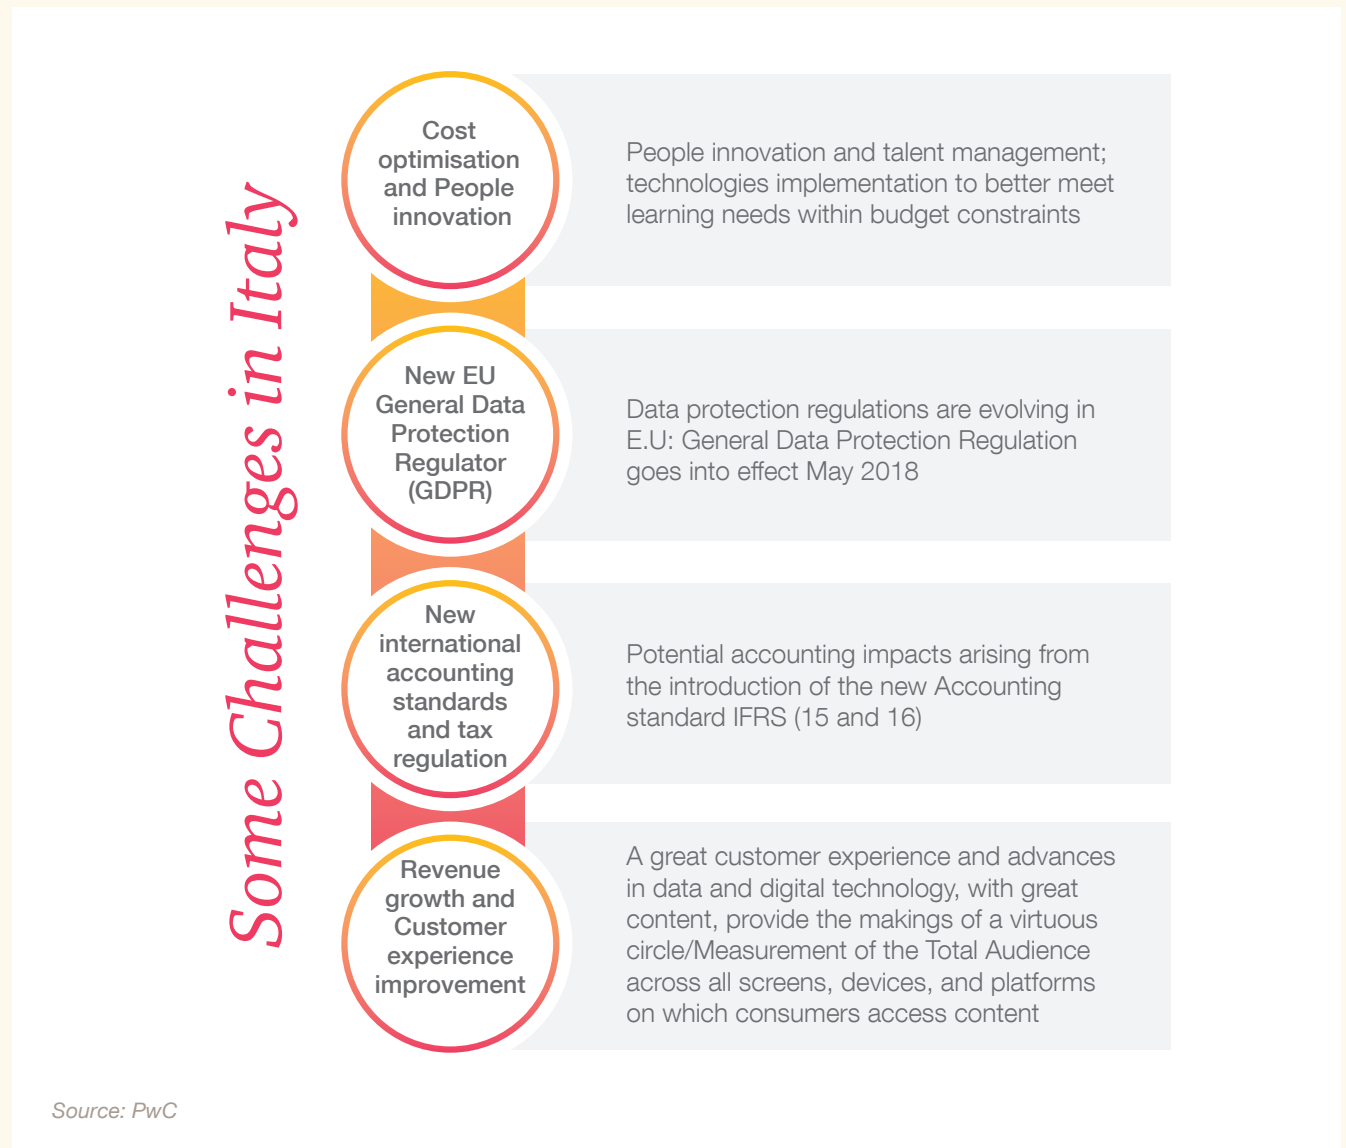 Some Challenges in Italy
Cost
optimisation
and People
innovation
People innovation and talent management;
technologies implementation to better meet
learning needs within budget constraints
New EU
General Data
Protection
Regulator
(GDPR)
Data protection regulations are evolving in
E.U: General Data Protection Regulation
goes into effect May 2018
New
international
accounting
standards
and tax
regulation
Potential accounting impacts arising from
the introduction of the new Accounting
standard IFRS (15 and 16)
Revenue
growth and
Customer
experience
improvement
A great customer experience and advances
in data and digital technology, with great
content, provide the makings of a virtuous
circle/Measurement of the Total Audience
across all screens, devices, and platforms
on which consumers access content
Source: PwC